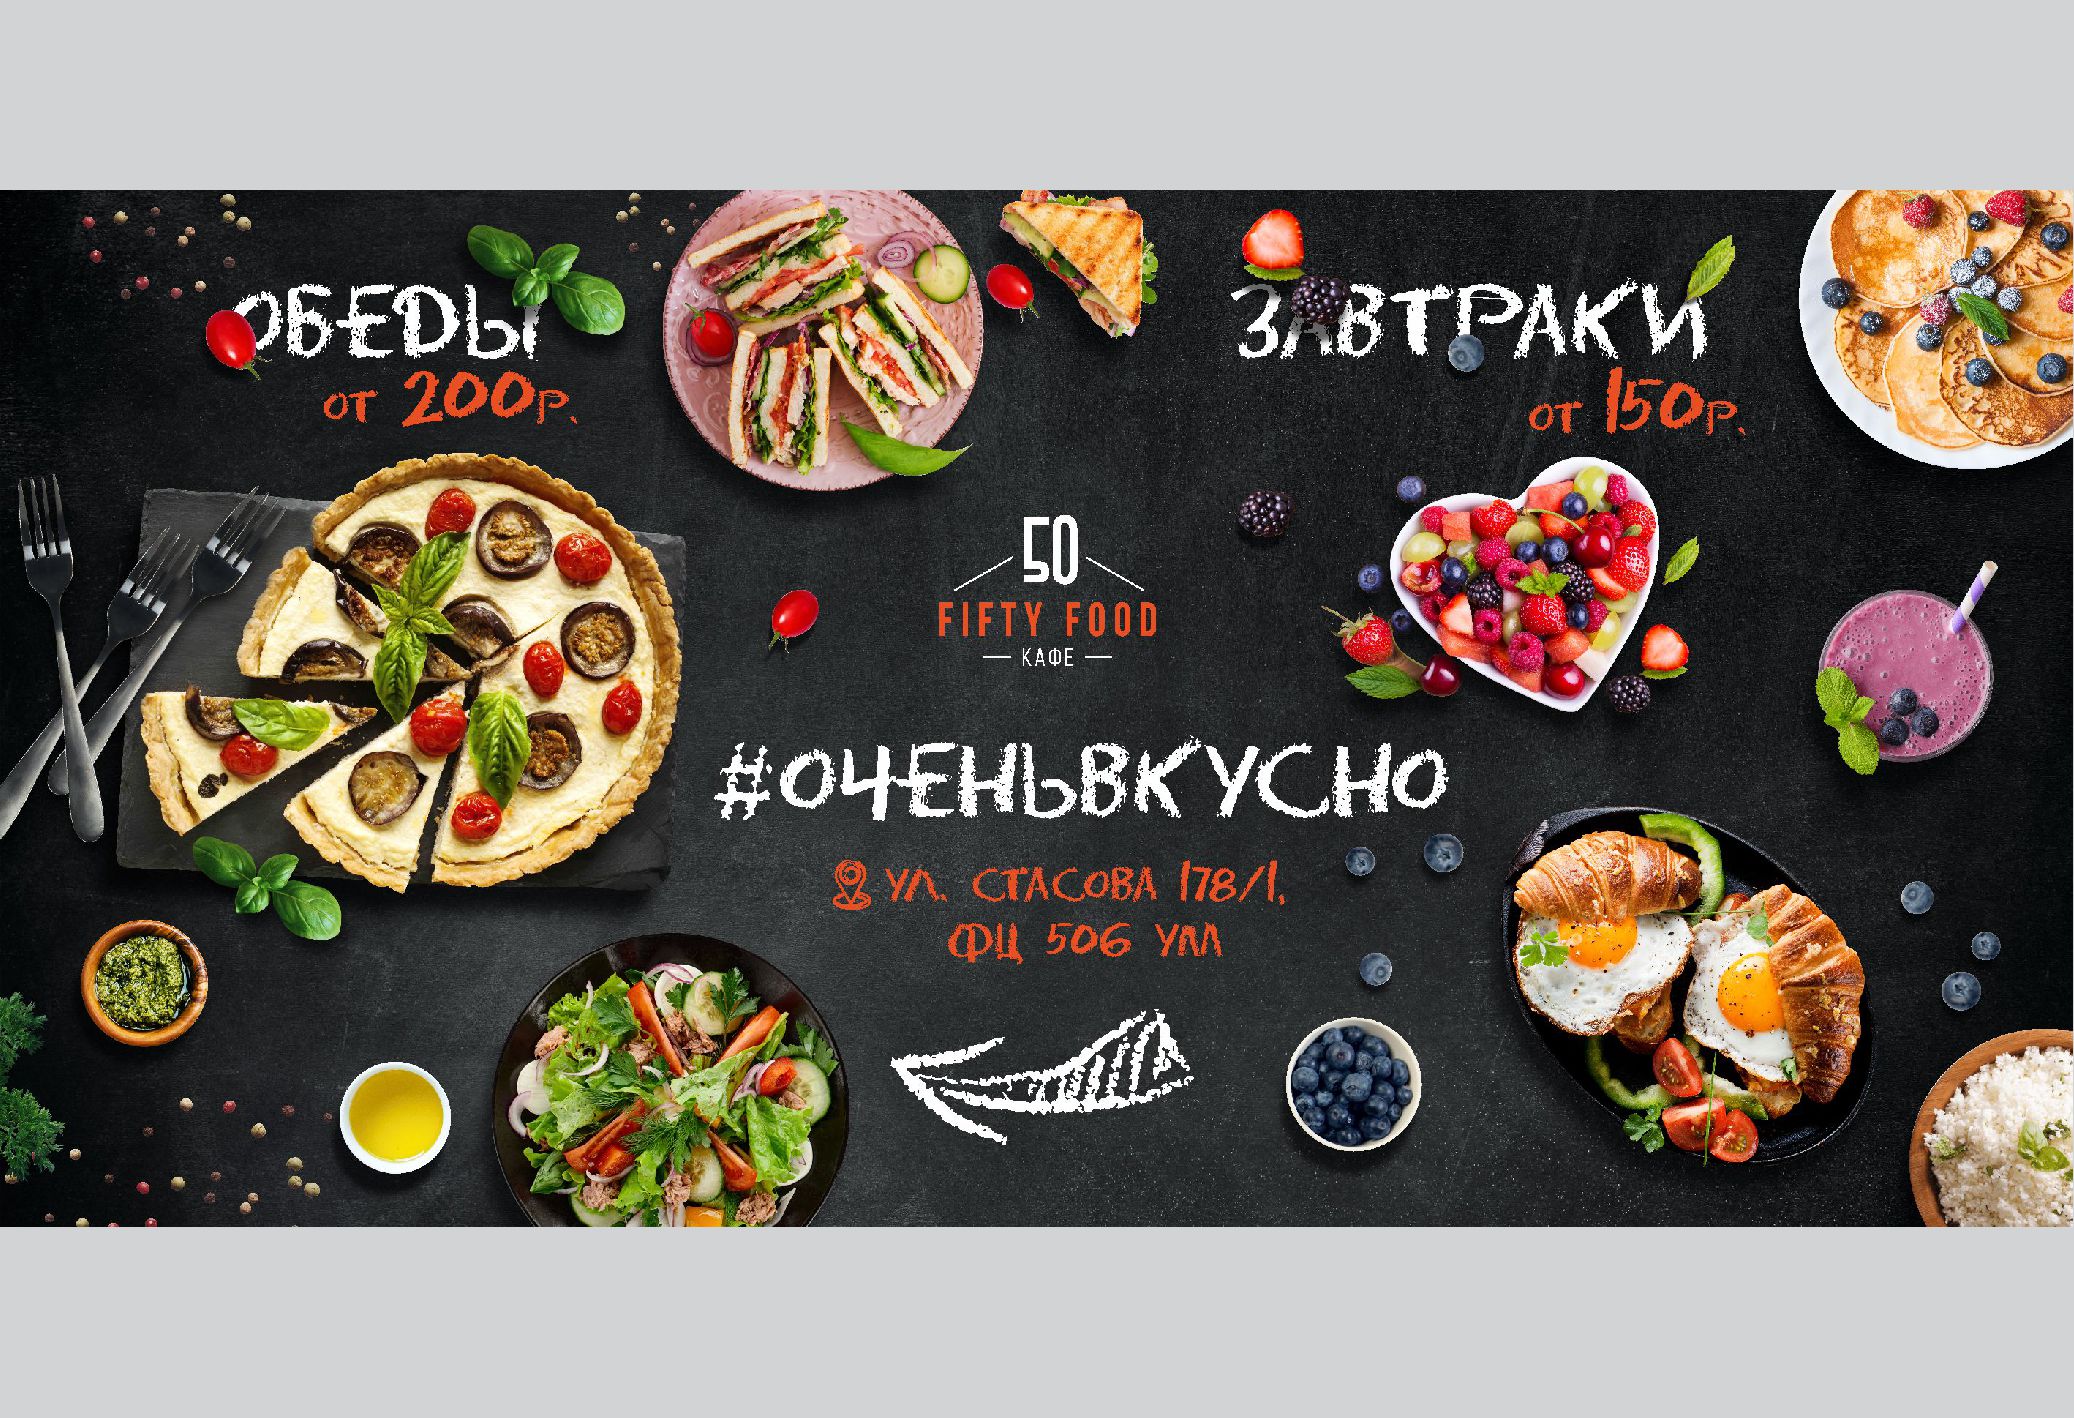 ОБЕДЫ
от 200р.
ЗАВТРАКИ
от 150р.
50
FIFTY FOOD
КАФЕ
#ОЧЕНЬВКУСНО
УЛ. СТАСОВА 178/1,
ФЦ 506 УЛЛ